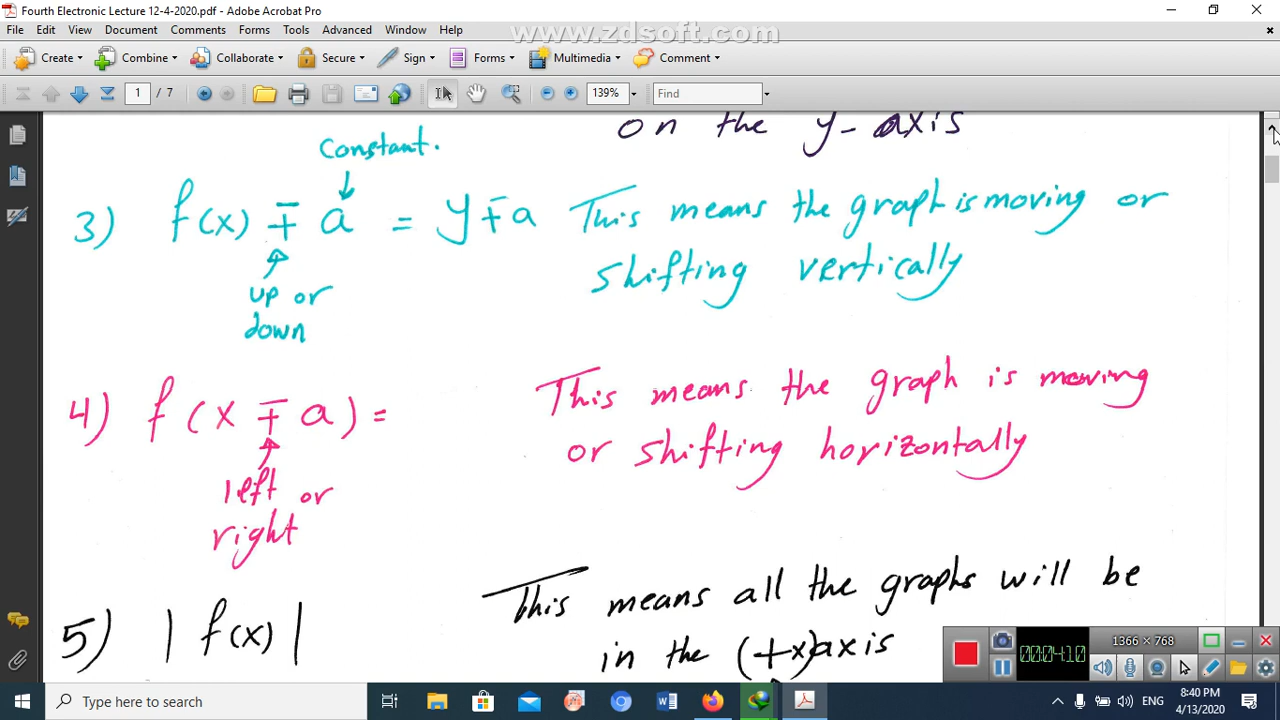 Fourth Electronic Lecture 12-4-2020.pdf - Adobe Acrobat Pro
www.zdsoft.com
File Edit View Document Comments Forms Tools Advanced Window Help
Create Combine Collaborate Secure Sign Forms Multimedia Comment
1 / 7 139% Find
on the y-axis
Constant.
3) f(x) ∓ a = y∓a This means the graph is moving or
shifting vertically
up or
down
4) f(x ∓ a) = This means the graph is moving
or shifting horizontally
left or
right
5) | f(x) | This means all the graphs will be
in the (+x)axis
1366 × 768
00:04:10
Type here to search
ENG
8:40 PM
4/13/2020